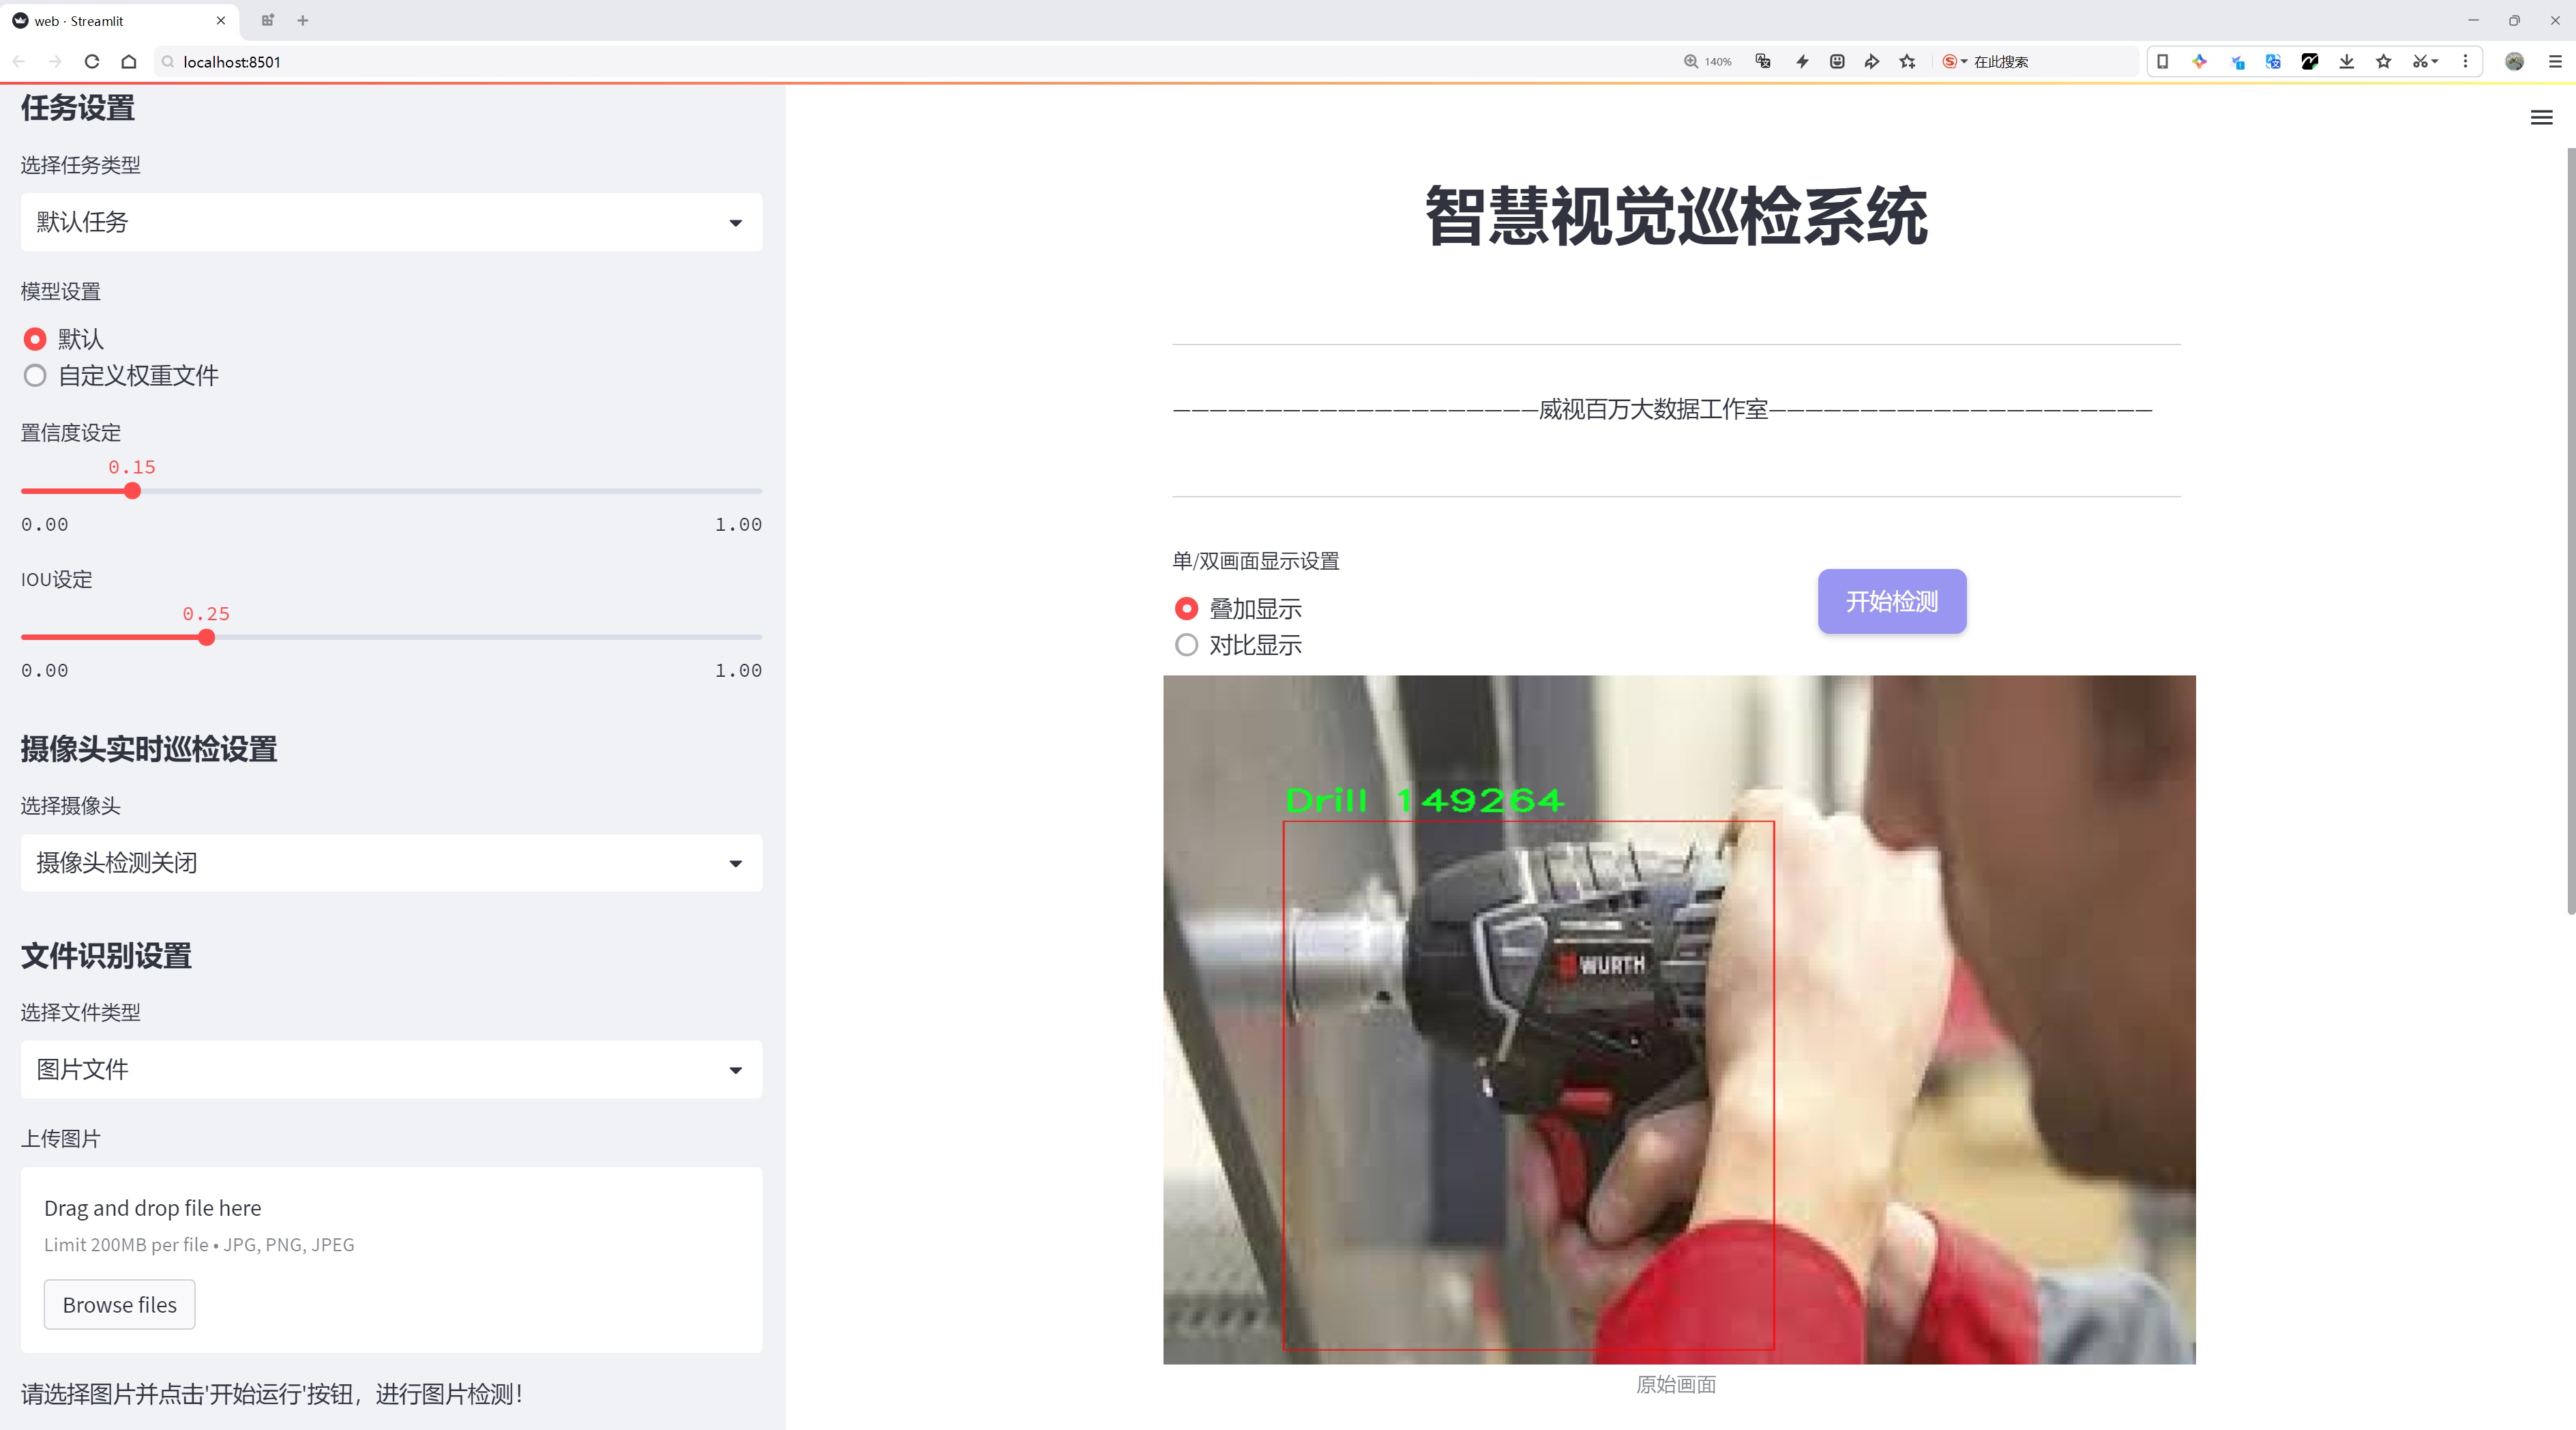 web · Streamlit
localhost:8501
140%
在此搜索
任务设置
选择任务类型
默认任务
模型设置
默认
自定义权重文件
置信度设定
0.15
0.00 1.00
IOU设定
0.25
0.00 1.00
摄像头实时巡检设置
选择摄像头
摄像头检测关闭
文件识别设置
选择文件类型
图片文件
上传图片
Drag and drop file here
Limit 200MB per file • JPG, PNG, JPEG
Browse files
请选择图片并点击'开始运行'按钮，进行图片检测！
智慧视觉巡检系统
————————————————————威视百万大数据工作室—————————————————————
单/双画面显示设置
叠加显示
对比显示
开始检测
Drill 149264
WURTH
原始画面